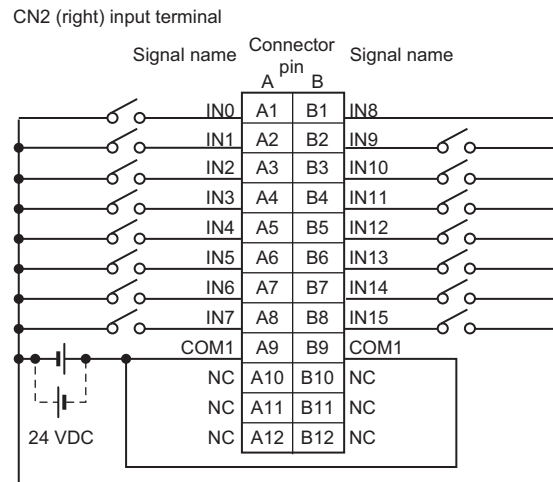 CN2 (right) input terminal
Signal name Connector pin Signal name
A B
IN0 A1 B1 IN8
IN1 A2 B2 IN9
IN2 A3 B3 IN10
IN3 A4 B4 IN11
IN4 A5 B5 IN12
IN5 A6 B6 IN13
IN6 A7 B7 IN14
IN7 A8 B8 IN15
COM1 A9 B9 COM1
NC A10 B10 NC
NC A11 B11 NC
NC A12 B12 NC
24 VDC